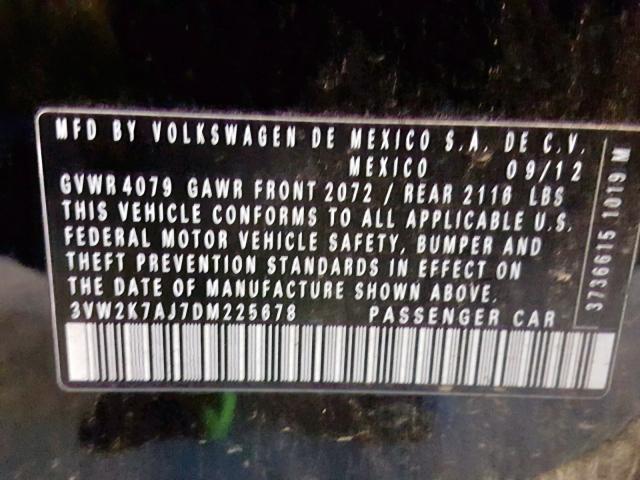 MFD BY VOLKSWAGEN DE MEXICO S.A. DE C.V.
MEXICO 09/12
GVWR 4079 GAWR FRONT 2072 / REAR 2116 LBS
THIS VEHICLE CONFORMS TO ALL APPLICABLE U.S.
FEDERAL MOTOR VEHICLE SAFETY, BUMPER AND
THEFT PREVENTION STANDARDS IN EFFECT ON
THE DATE OF MANUFACTURE SHOWN ABOVE.
3VW2K7AJ7DM225678 PASSENGER CAR
3736615 1019 M